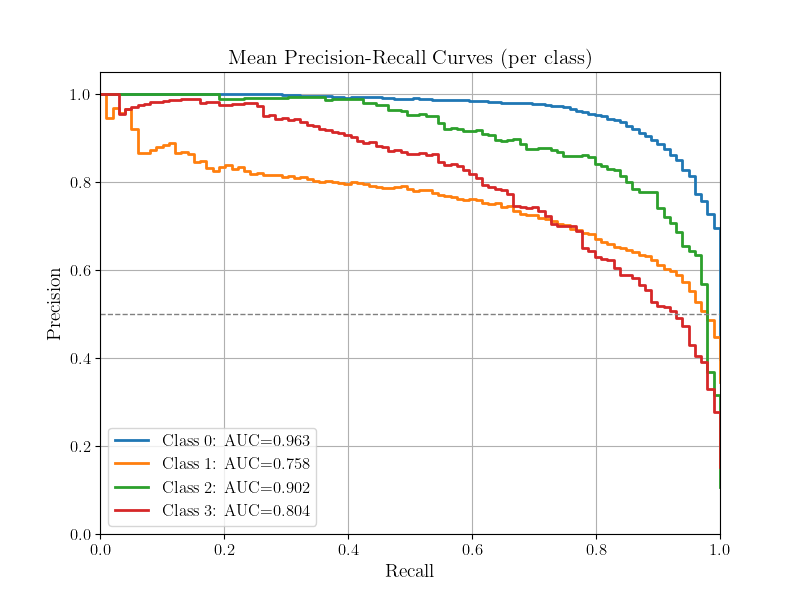 Mean Precision-Recall Curves (per class)
Precision
1.0
0.8
0.6
0.4
0.2
0.0
Class 0: AUC=0.963
Class 1: AUC=0.758
Class 2: AUC=0.902
Class 3: AUC=0.804
0.0 0.2 0.4 0.6 0.8 1.0
Recall